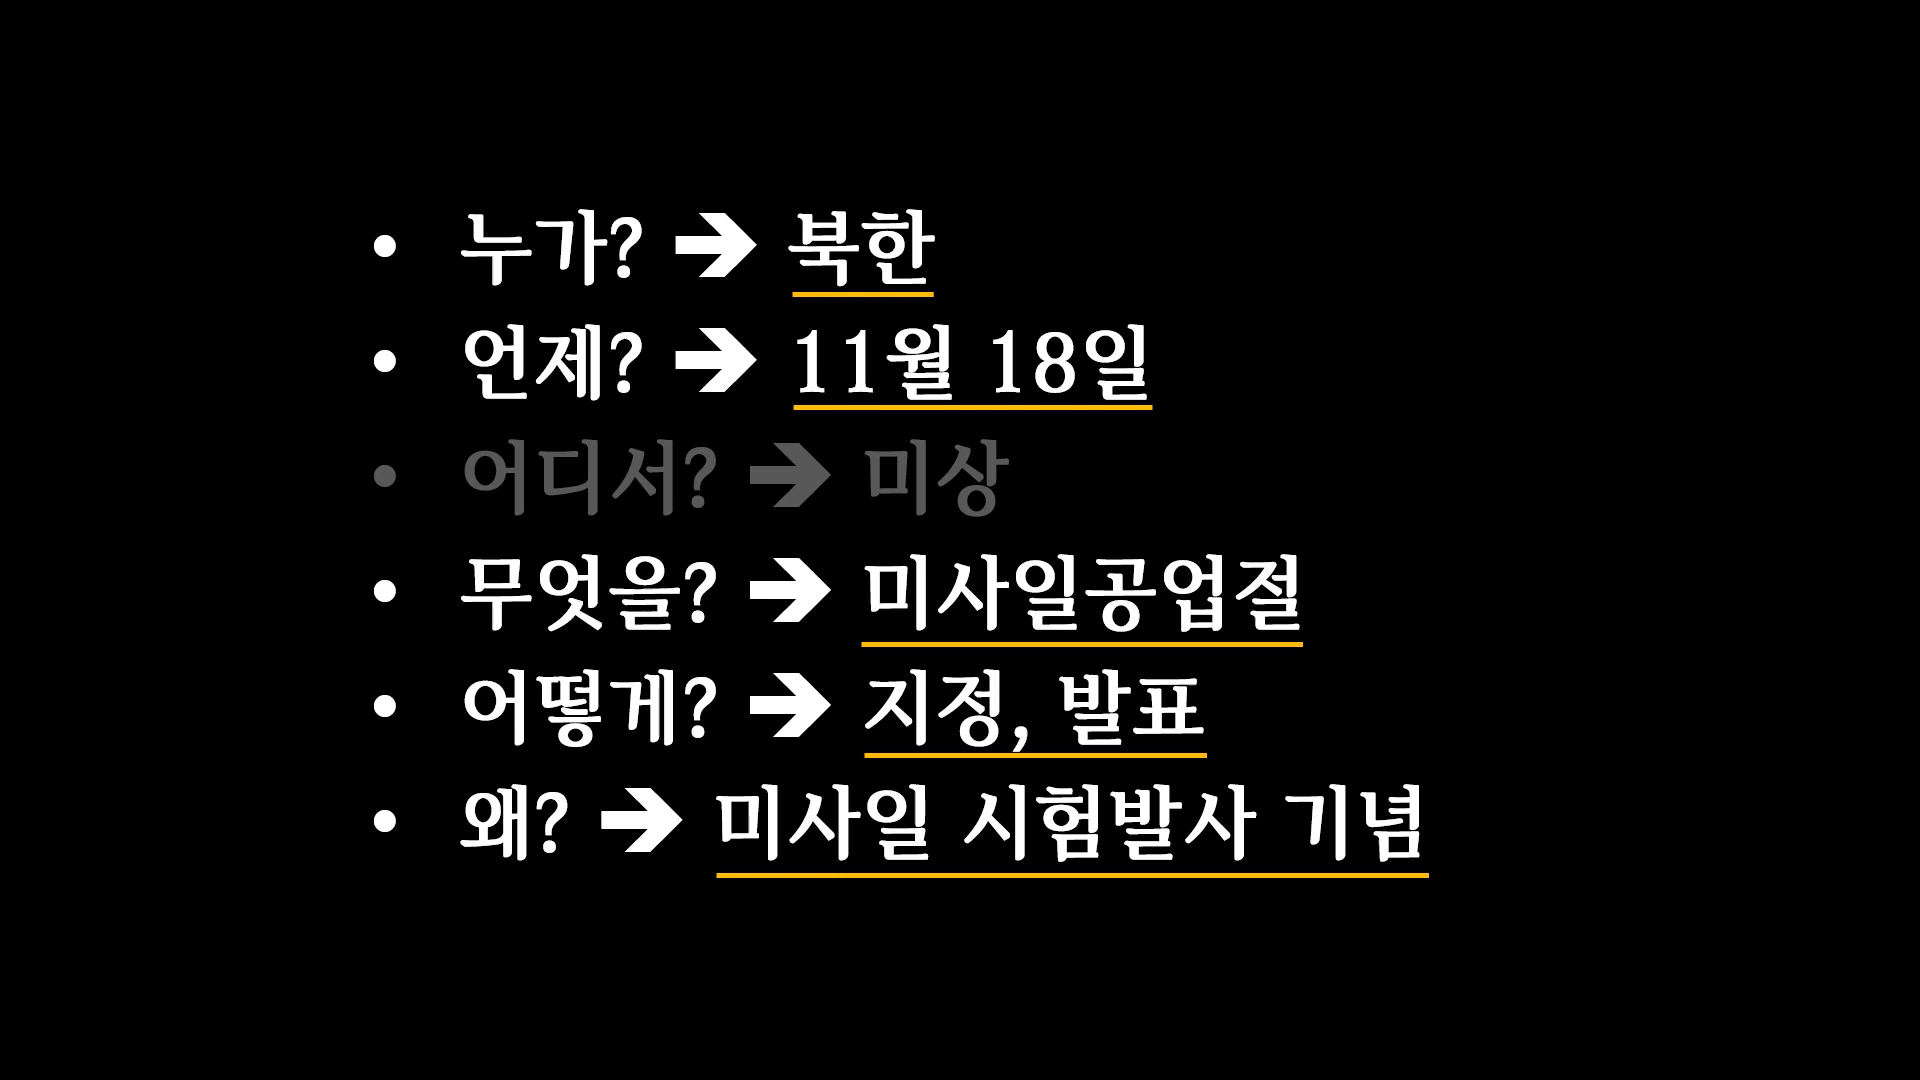 • 누가? ➔ 북한
• 언제? ➔ 11월 18일
• 어디서? ➔ 미상
• 무엇을? ➔ 미사일공업절
• 어떻게? ➔ 지정, 발표
• 왜? ➔ 미사일 시험발사 기념